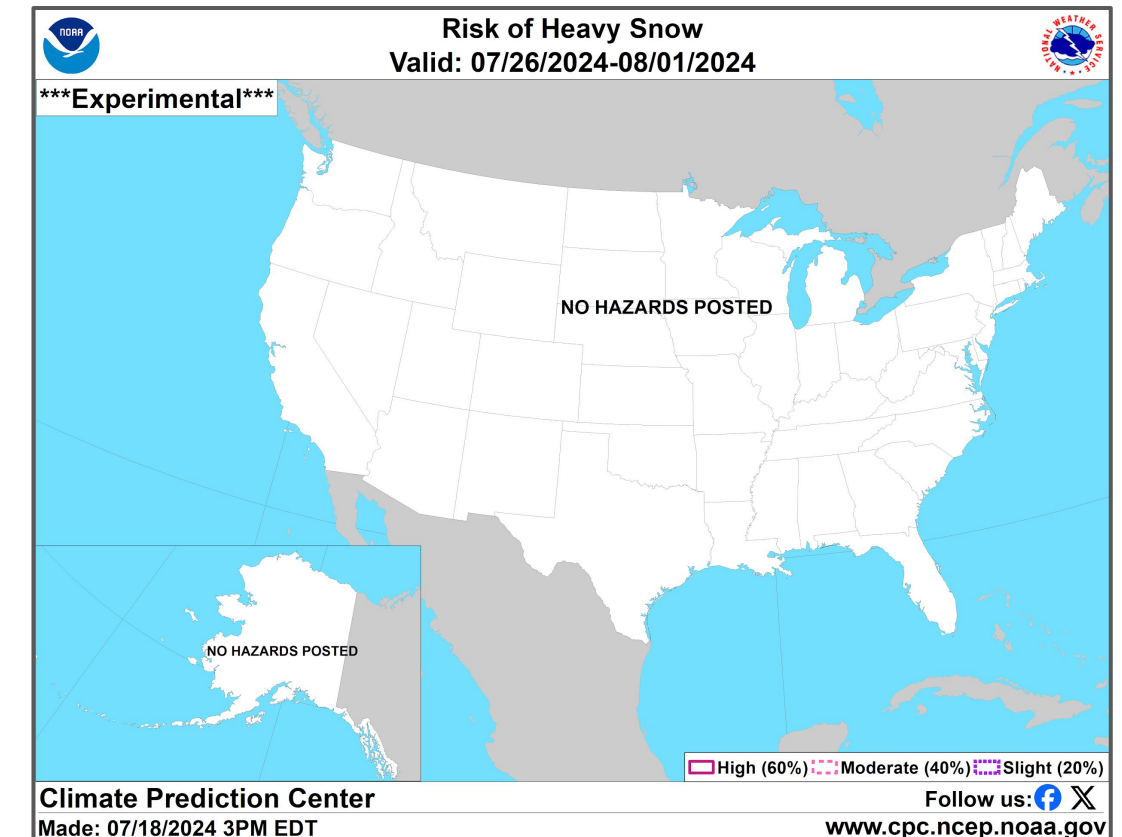 NOAA
Risk of Heavy Snow
Valid: 07/26/2024-08/01/2024
NATIONAL WEATHER SERVICE
***Experimental***
NO HAZARDS POSTED
NO HAZARDS POSTED
High (60%) Moderate (40%) Slight (20%)
Climate Prediction Center
Follow us:
Made: 07/18/2024 3PM EDT
www.cpc.ncep.noaa.gov